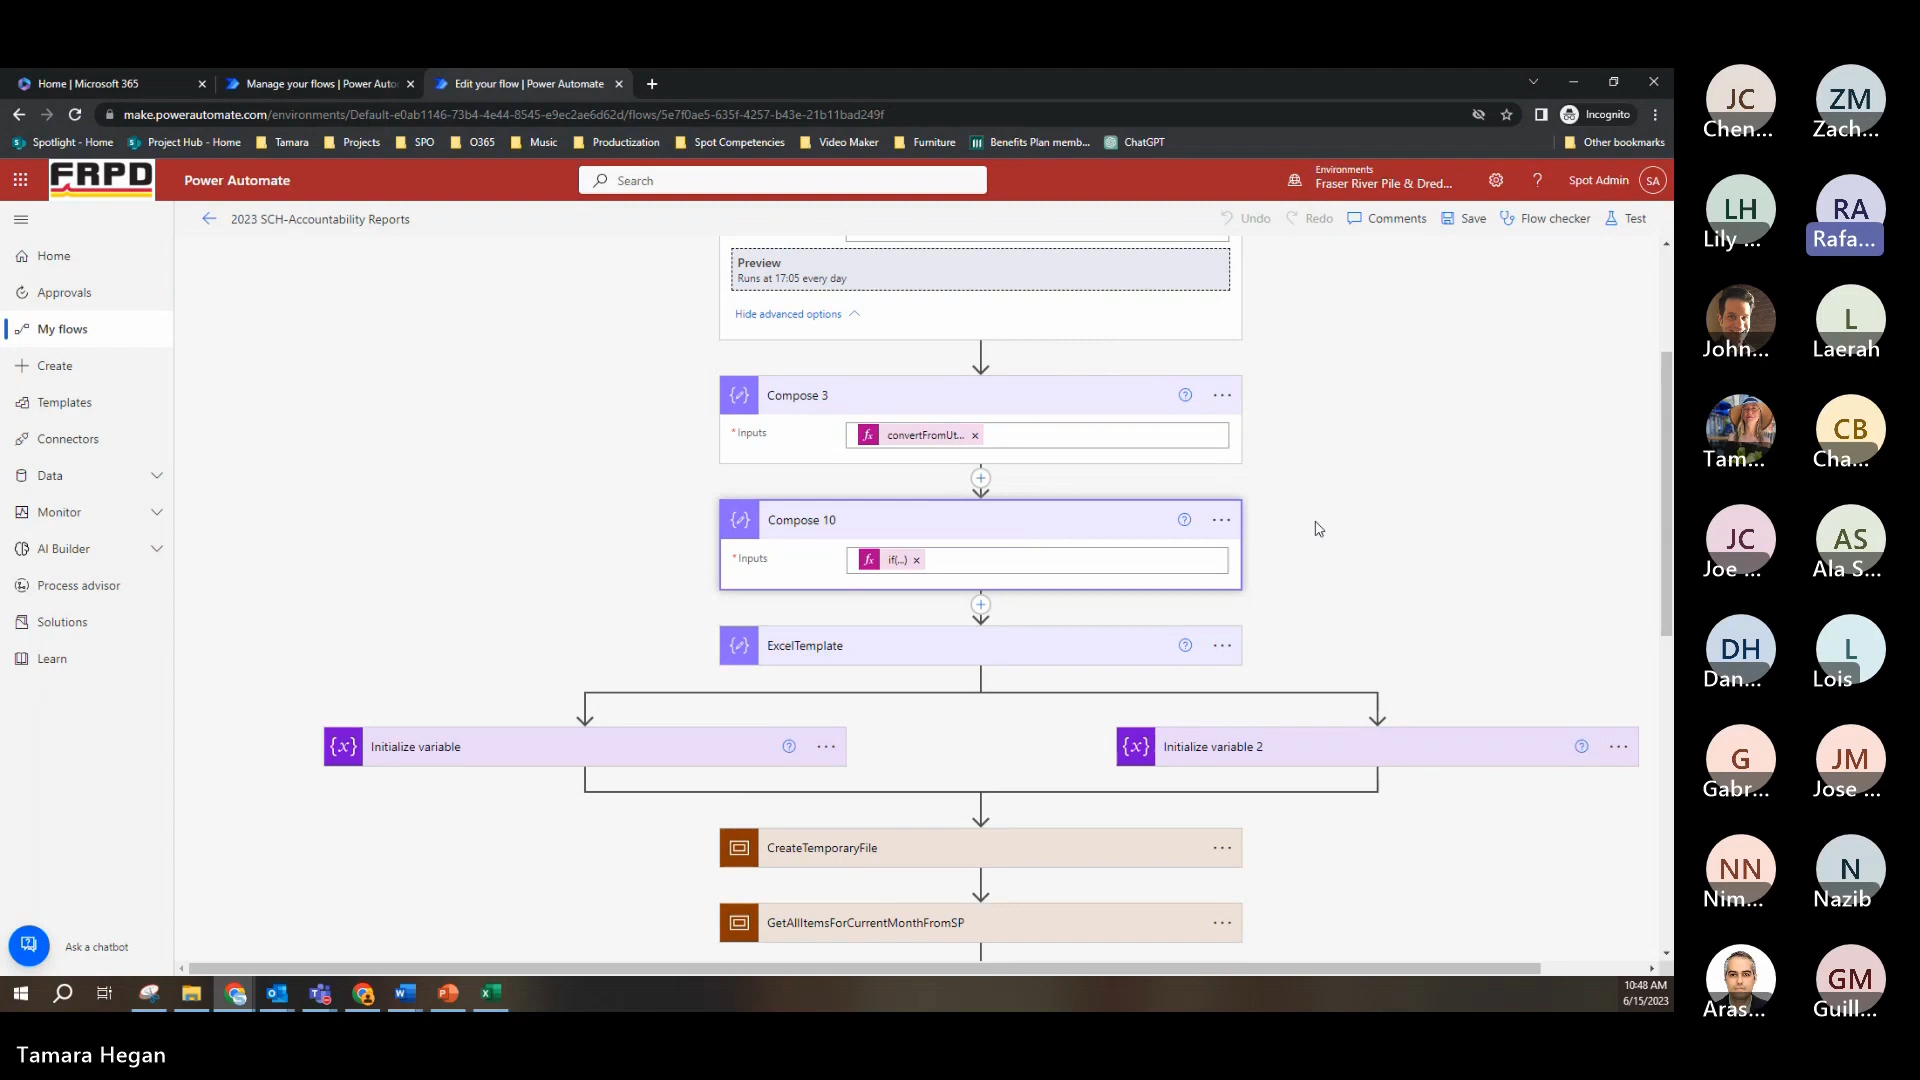 Home | Microsoft 365
Manage your flows | Power Auto
Edit your flow | Power Automate
make.powerautomate.com/environments/Default-e0ab1146-73b4-4e44-8545-e9ec2ae6d62d/flows/5e7f0ae5-635f-4257-b43e-21b11bad249f
Incognito
Spotlight - Home
Project Hub - Home
Tamara
Projects
SPO
O365
Music
Productization
Spot Competencies
Video Maker
Furniture
Benefits Plan memb...
ChatGPT
Other bookmarks
FRPD
Power Automate
Search
Environments
Fraser River Pile & Dred...
Spot Admin
SA
2023 SCH-Accountability Reports
Undo
Redo
Comments
Save
Flow checker
Test
Home
Approvals
My flows
Create
Templates
Connectors
Data
Monitor
AI Builder
Process advisor
Solutions
Learn
Ask a chatbot
Preview
Runs at 17:05 every day
Hide advanced options
Compose 3
* Inputs
fx convertFromUt... ×
Compose 10
* Inputs
fx if(...) ×
ExcelTemplate
{x} Initialize variable
{x} Initialize variable 2
CreateTemporaryFile
GetAllItemsForCurrentMonthFromSP
10:48 AM
6/15/2023
Tamara Hegan
JC
Chen...
ZM
Zach...
LH
Lily ...
RA
Rafa...
John...
L
Laerah
Tam...
CB
Cha...
JC
Joe ...
AS
Ala S...
DH
Dan...
L
Lois
G
Gabr...
JM
Jose ...
NN
Nim...
N
Nazib
Aras...
GM
Guill...